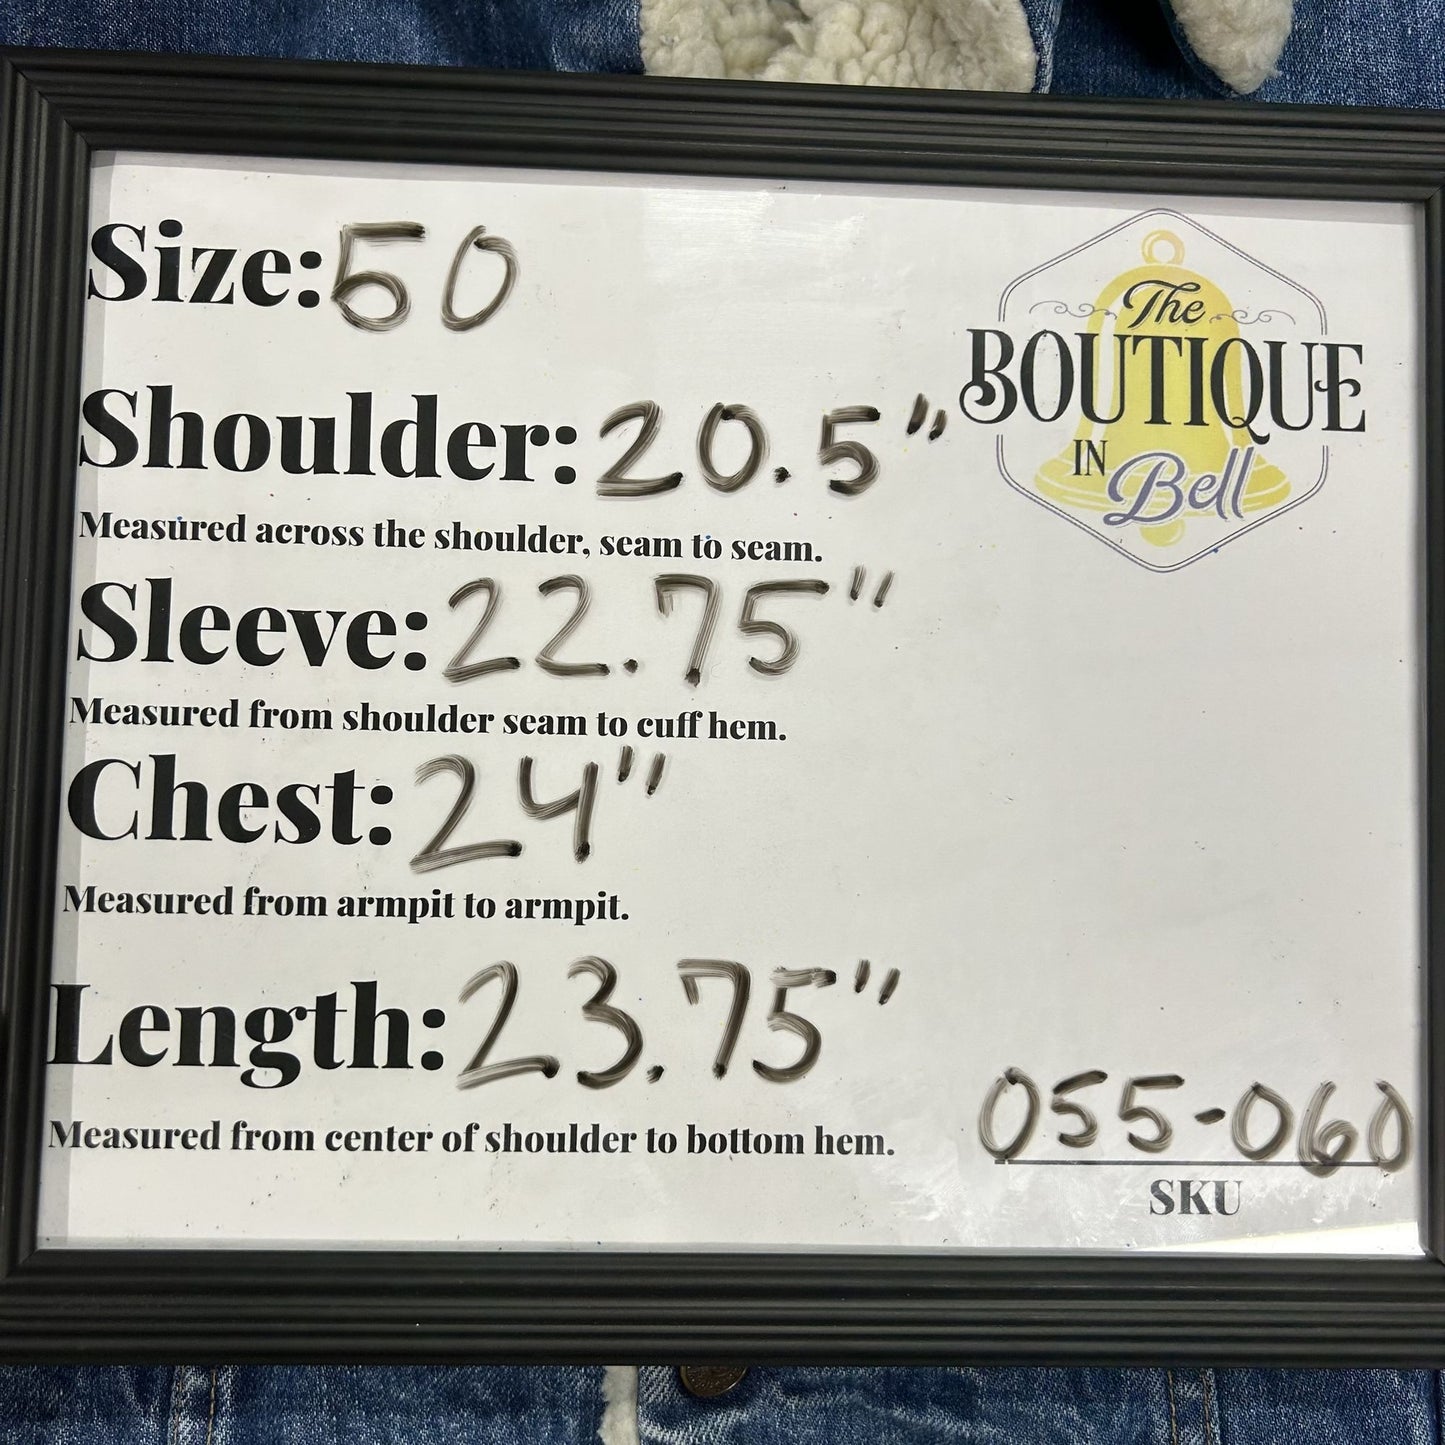 Size: 50
The
BOUTIQUE
IN
Bell
Shoulder: 20.5"
Measured across the shoulder, seam to seam.
Sleeve: 22.75"
Measured from shoulder seam to cuff hem.
Chest: 24"
Measured from armpit to armpit.
Length: 23.75"
Measured from center of shoulder to bottom hem.
055-060
SKU